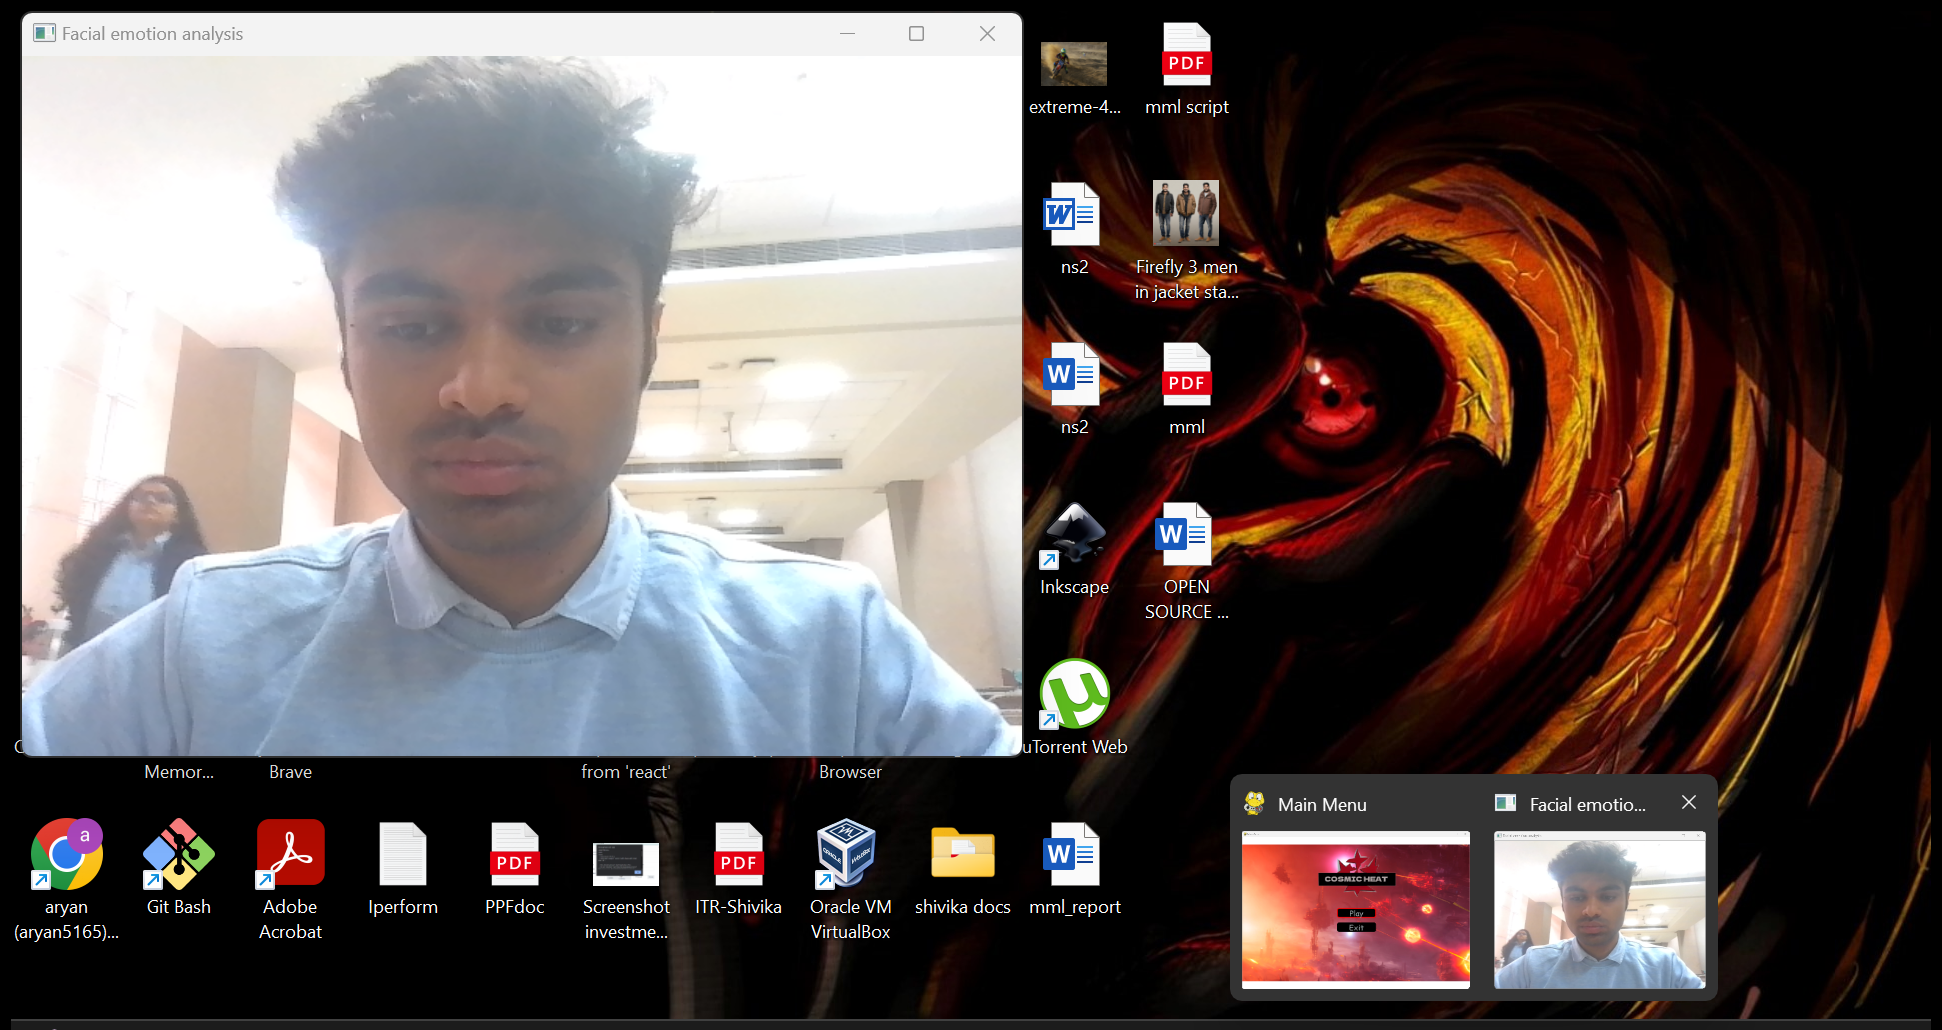 Facial emotion analysis
extreme-4...
PDF
mml script
W
ns2
Firefly 3 men
in jacket sta...
W
ns2
PDF
mml
Inkscape
W
OPEN
SOURCE ...
µ
uTorrent Web
C
Memor...
Brave
from 'react'
Browser
a
aryan
(aryan5165)...
Git Bash
Adobe
Acrobat
Iperform
PDF
PPFdoc
Screenshot
investme...
PDF
ITR-Shivika
Oracle VM
VirtualBox
shivika docs
W
mml_report
Main Menu
Facial emotio...
COSMIC HEAT
Play
Exit